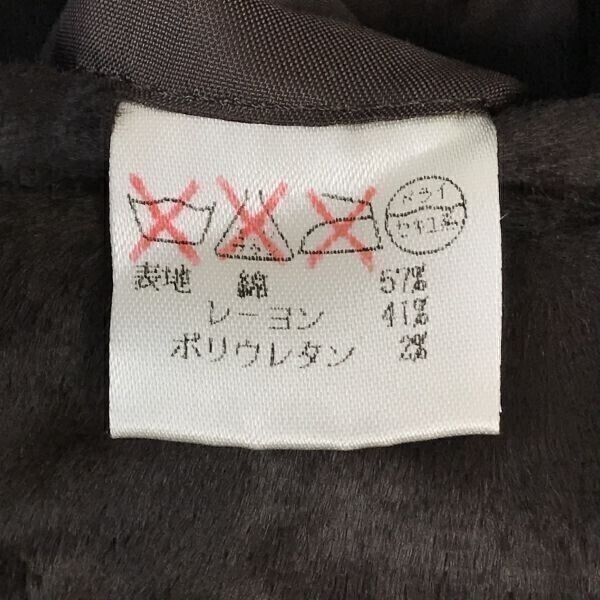 ドライ
セキユ系
表地 綿 57%
レーヨン 41%
ポリウレタン 2%